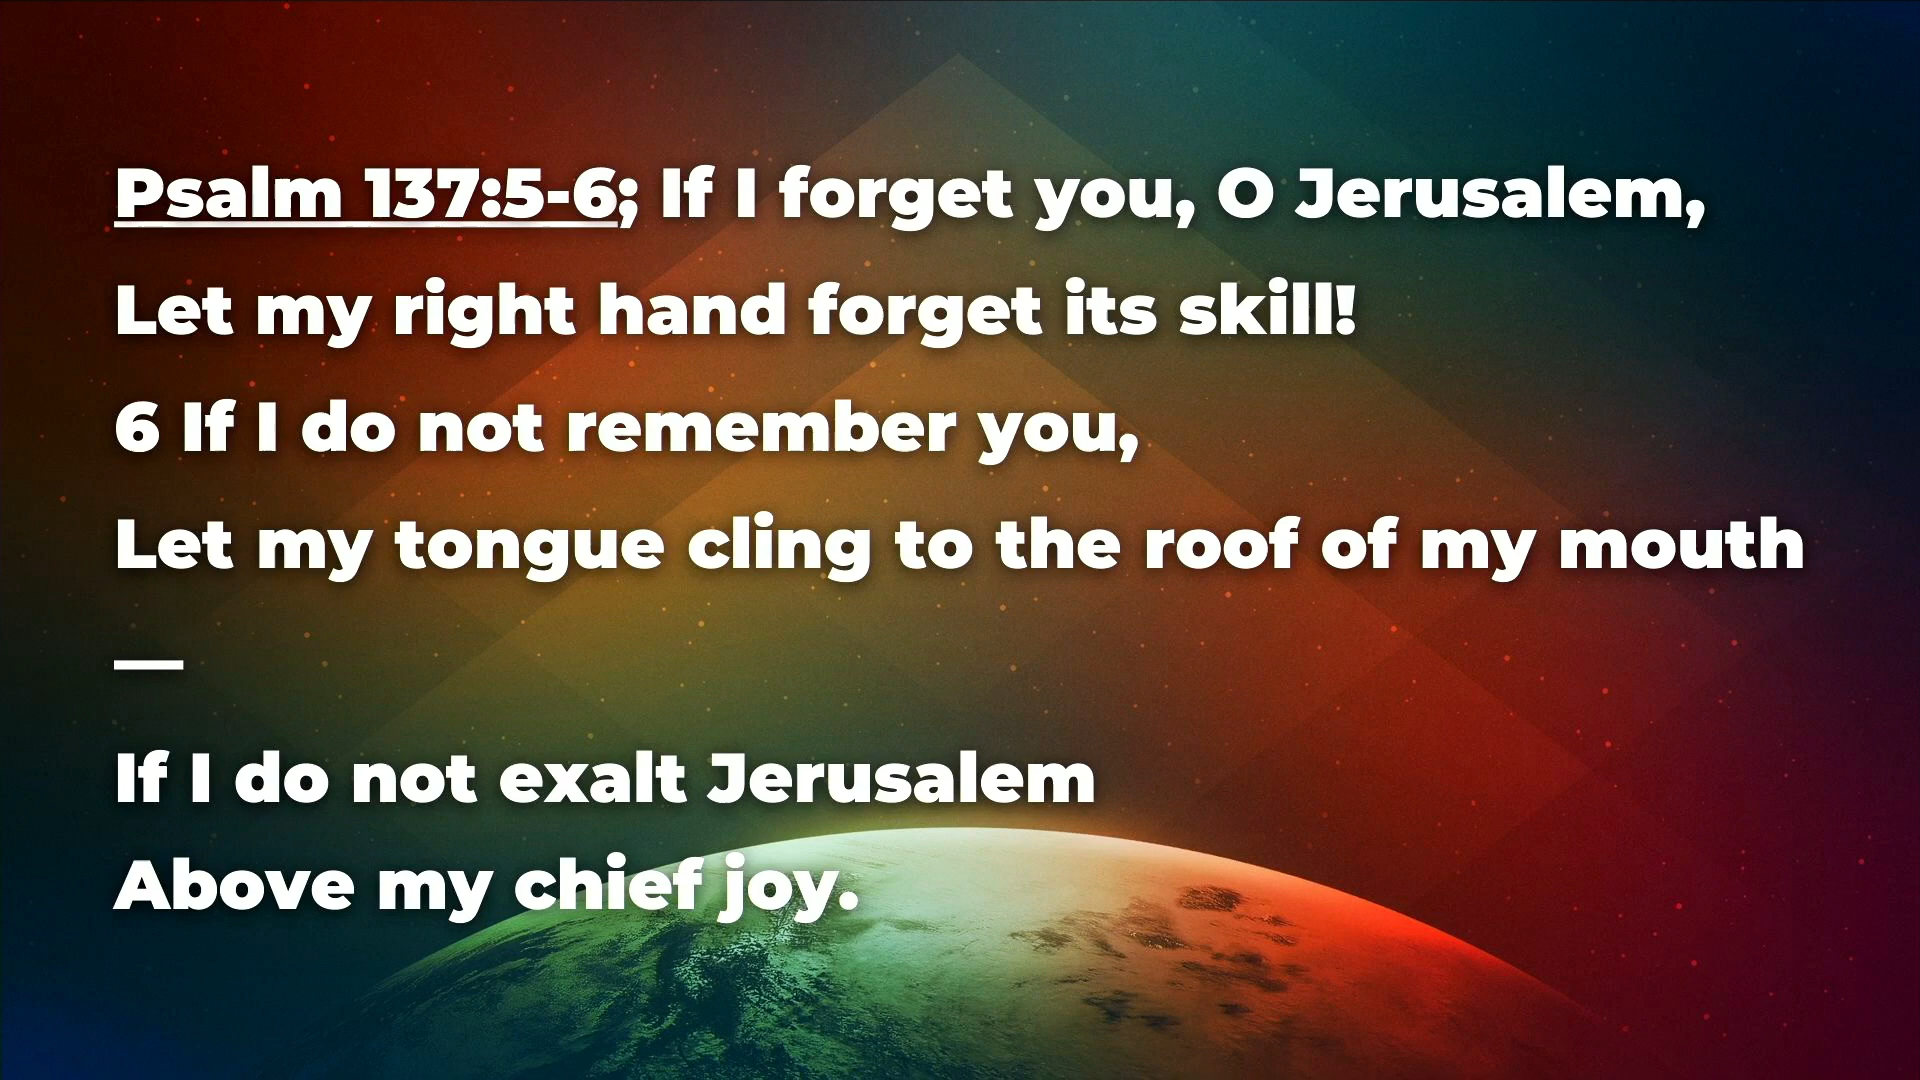 Psalm 137:5-6; If I forget you, O Jerusalem,
Let my right hand forget its skill!
6 If I do not remember you,
Let my tongue cling to the roof of my mouth
—
If I do not exalt Jerusalem
Above my chief joy.